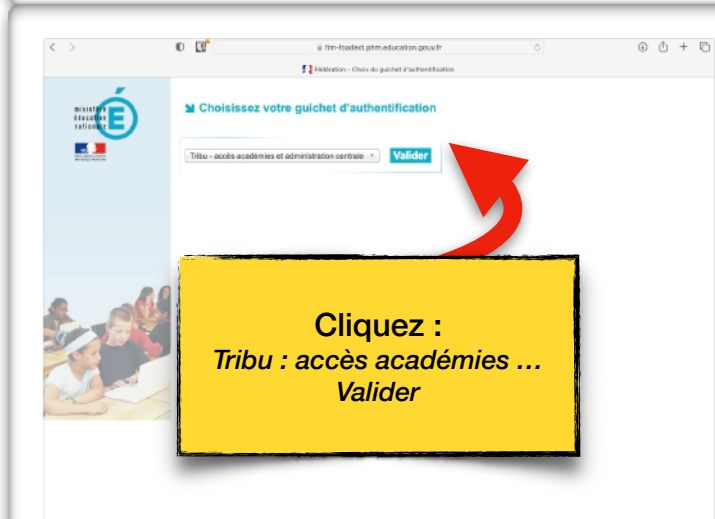 fim-foadect.phm.education.gouv.fr
Fédération - Choix du guichet d'authentification
ministère
éducation
nationale
É
Choisissez votre guichet d'authentification
Tribu - accès académies et administration centrale
Valider
Cliquez :
Tribu : accès académies …
Valider